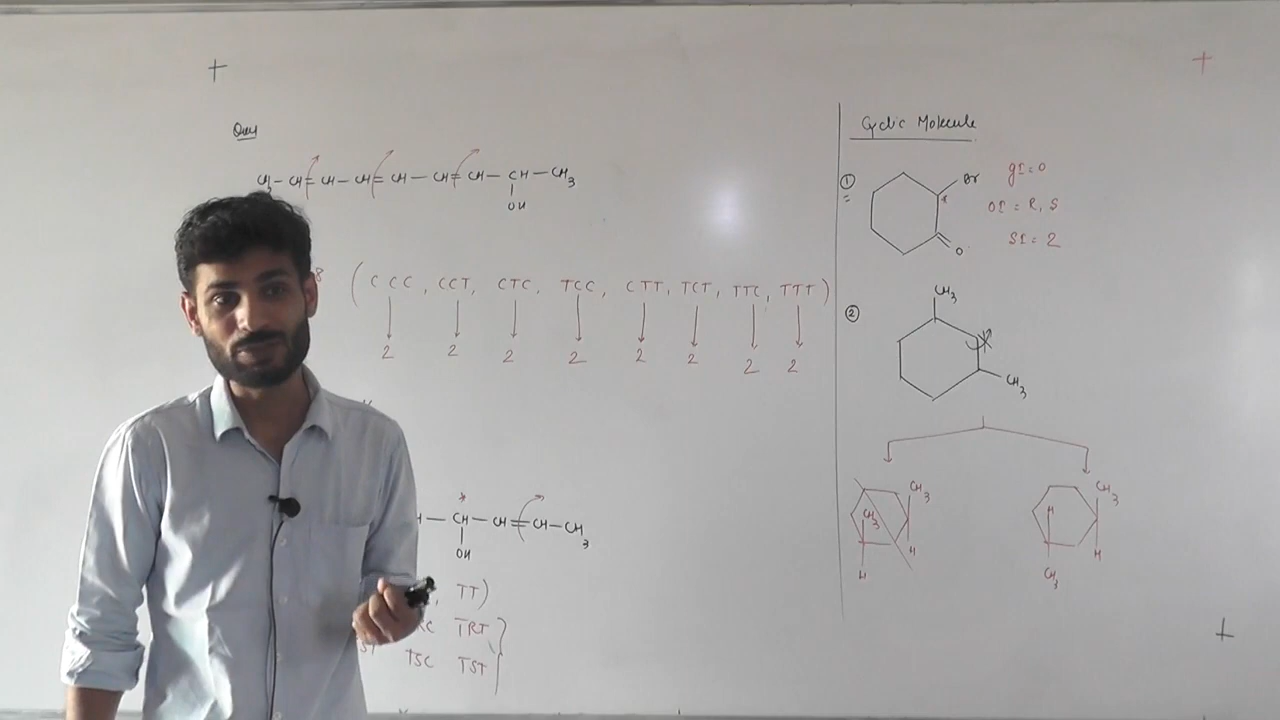 Ques
CH3-CH=CH-CH=CH-CH=CH-CH-CH3
OH
8 (CCC, CCT, CTC, TCC, CTT, TCT, TTC, TTT)
2 2 2 2 2 2 2 2
*
CH-CH=CH-CH3
OH
, TT)
TRT
TSC TST
Cyclic Molecule
① Br
*
O
GI=0
OI=R, S
SI=2
② CH3
CH3
CH3 CH3
CH3 H
H H
H CH3